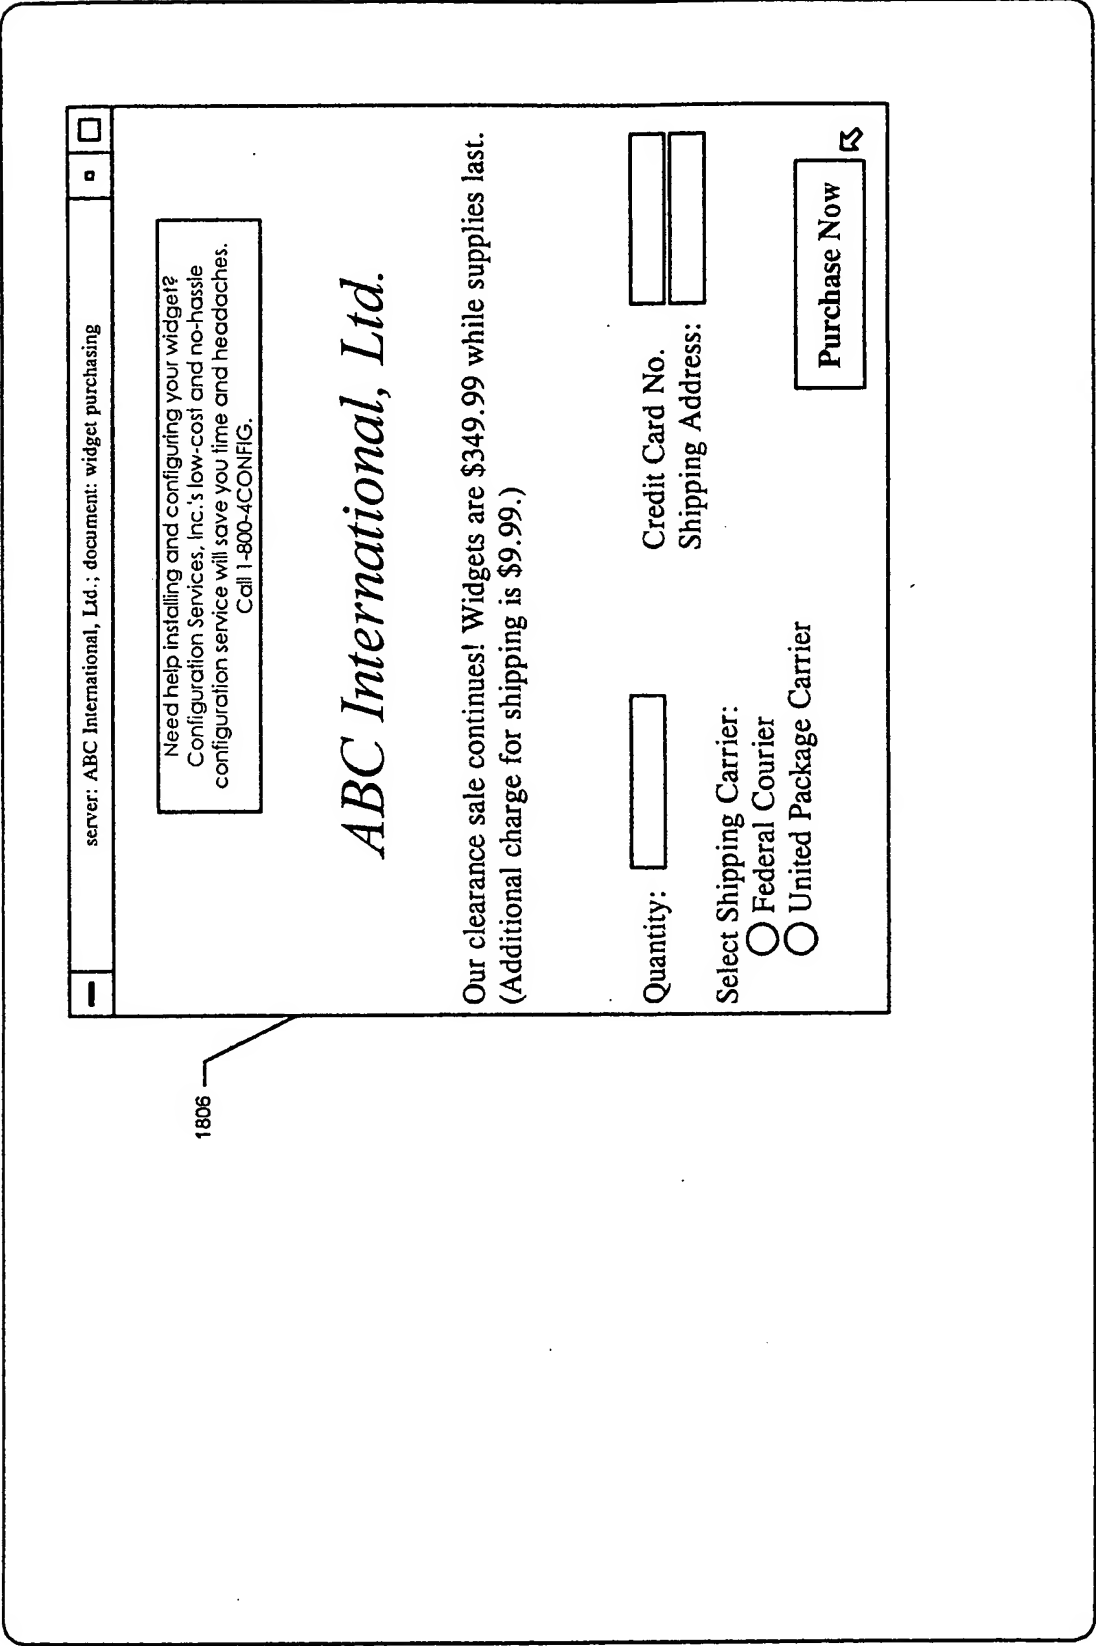 server: ABC International, Ltd.; document: widget purchasing
Need help installing and configuring your widget?
Configuration Services, Inc.'s low-cost and no-hassle
configuration service will save you time and headaches.
Call 1-800-4CONFIG.
ABC International, Ltd.
Our clearance sale continues! Widgets are $349.99 while supplies last.
(Additional charge for shipping is $9.99.)
Quantity:
Credit Card No.
Shipping Address:
Select Shipping Carrier:
Federal Courier
United Package Carrier
Purchase Now
1806